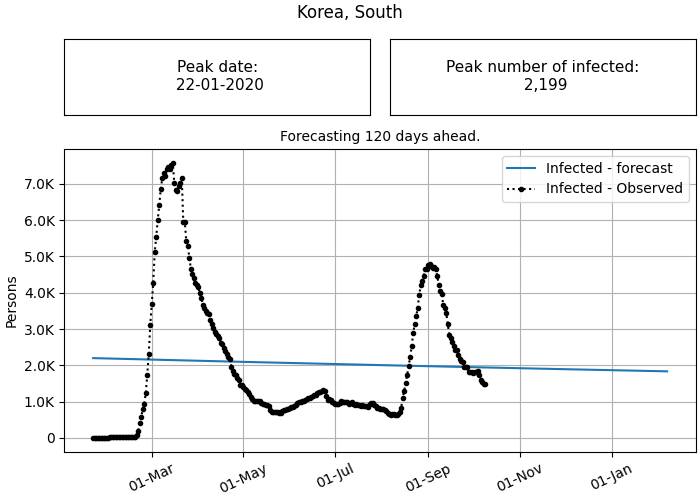 Korea, South
Peak date:
22-01-2020
Peak number of infected:
2,199
Forecasting 120 days ahead.
Infected - forecast
Infected - Observed
7.0K
6.0K
5.0K
4.0K
3.0K
2.0K
1.0K
0
Persons
01-Mar
01-May
01-Jul
01-Sep
01-Nov
01-Jan